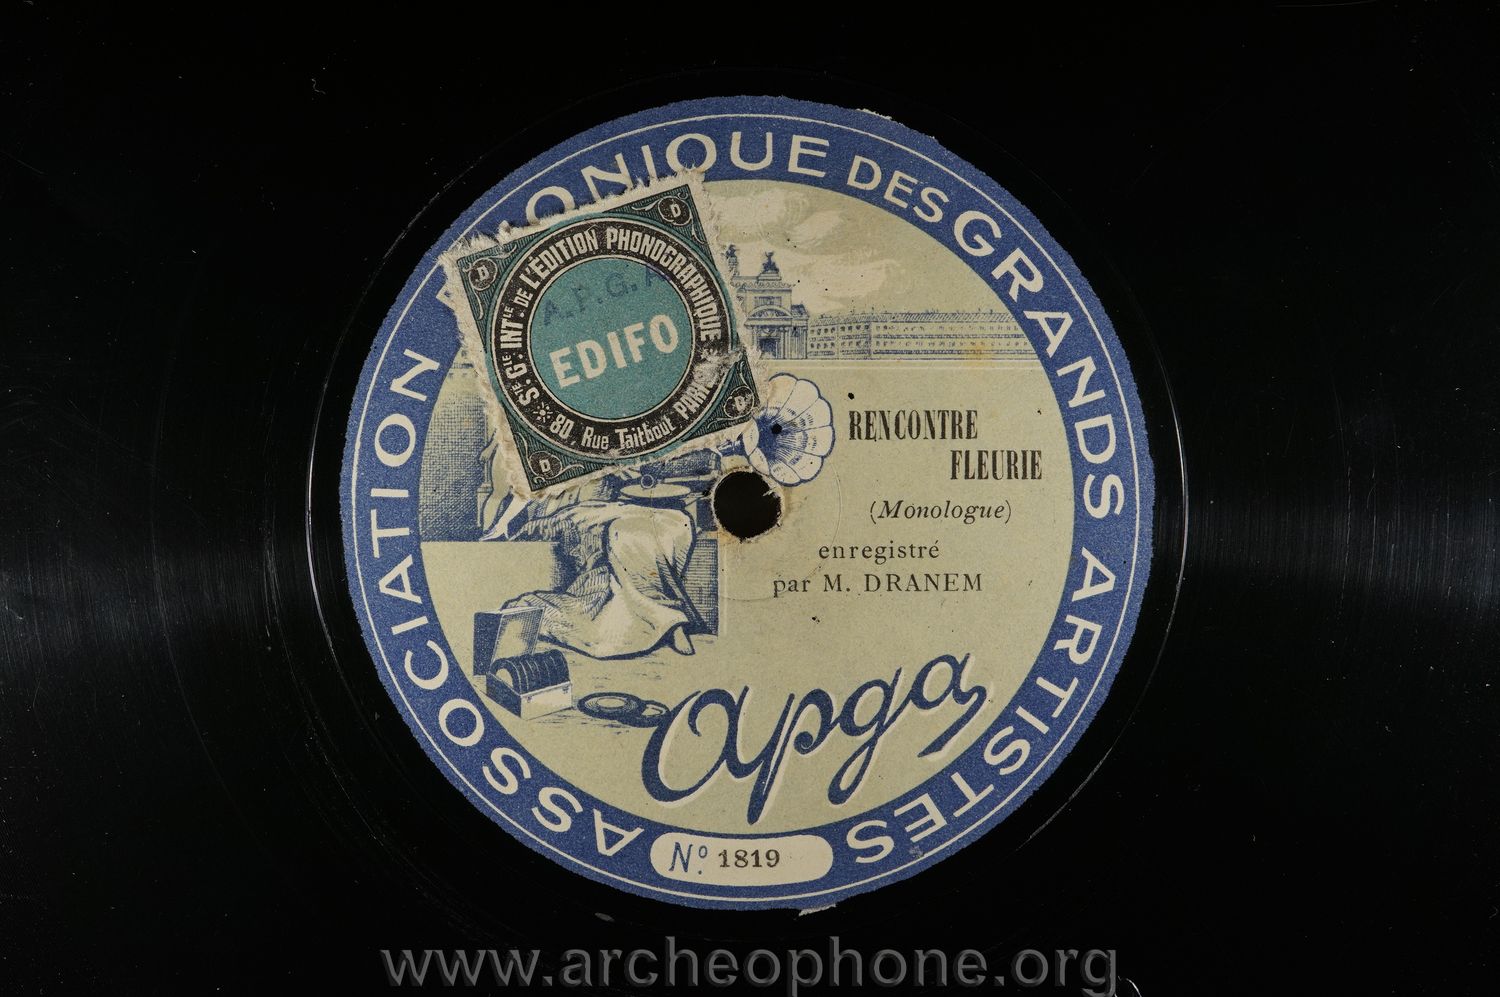 ASSOCIATION
ONIQUE DES GRANDS ARTISTES
Sté Gle INTle DE L'ÉDITION PHONOGRAPHIQUE
80, Rue Taitbout PARIS
D
D
D
D
A.P.G.A
EDIFO
RENCONTRE
FLEURIE
(Monologue)
enregistré
par M. DRANEM
Apga
No. 1819
www.archeophone.org